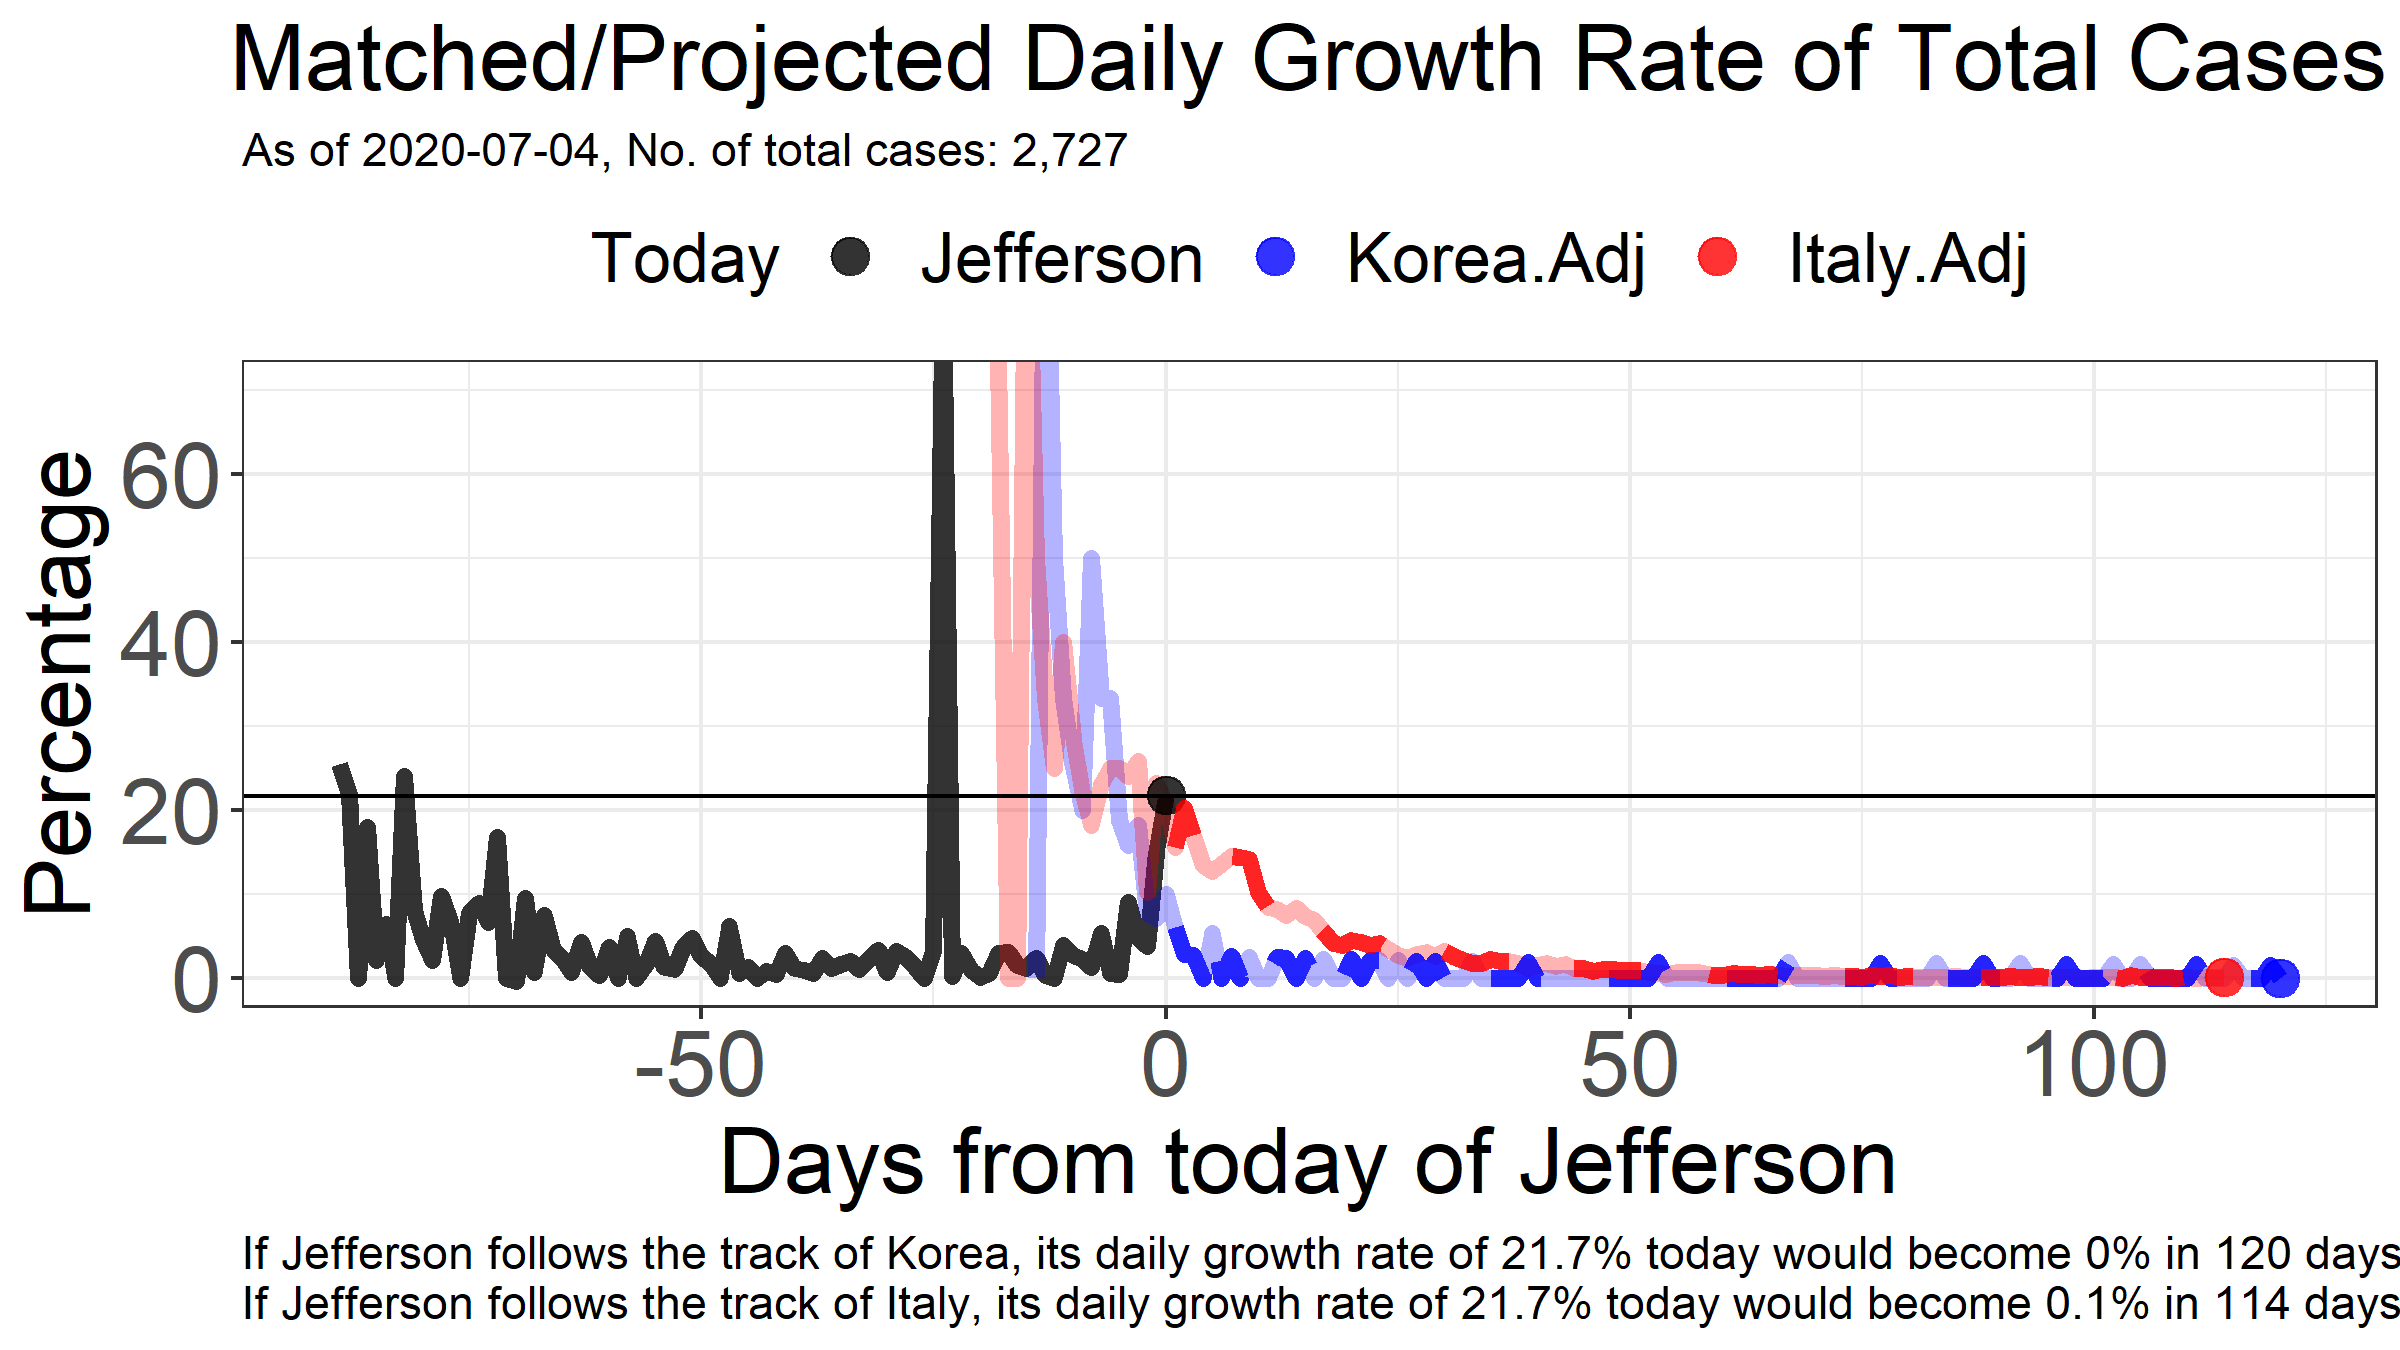 Matched/Projected Daily Growth Rate of Total Cases
As of 2020-07-04, No. of total cases: 2,727
Today Jefferson Korea.Adj Italy.Adj
Percentage
60
40
20
0
-50 0 50 100
Days from today of Jefferson
If Jefferson follows the track of Korea, its daily growth rate of 21.7% today would become 0% in 120 days
If Jefferson follows the track of Italy, its daily growth rate of 21.7% today would become 0.1% in 114 days